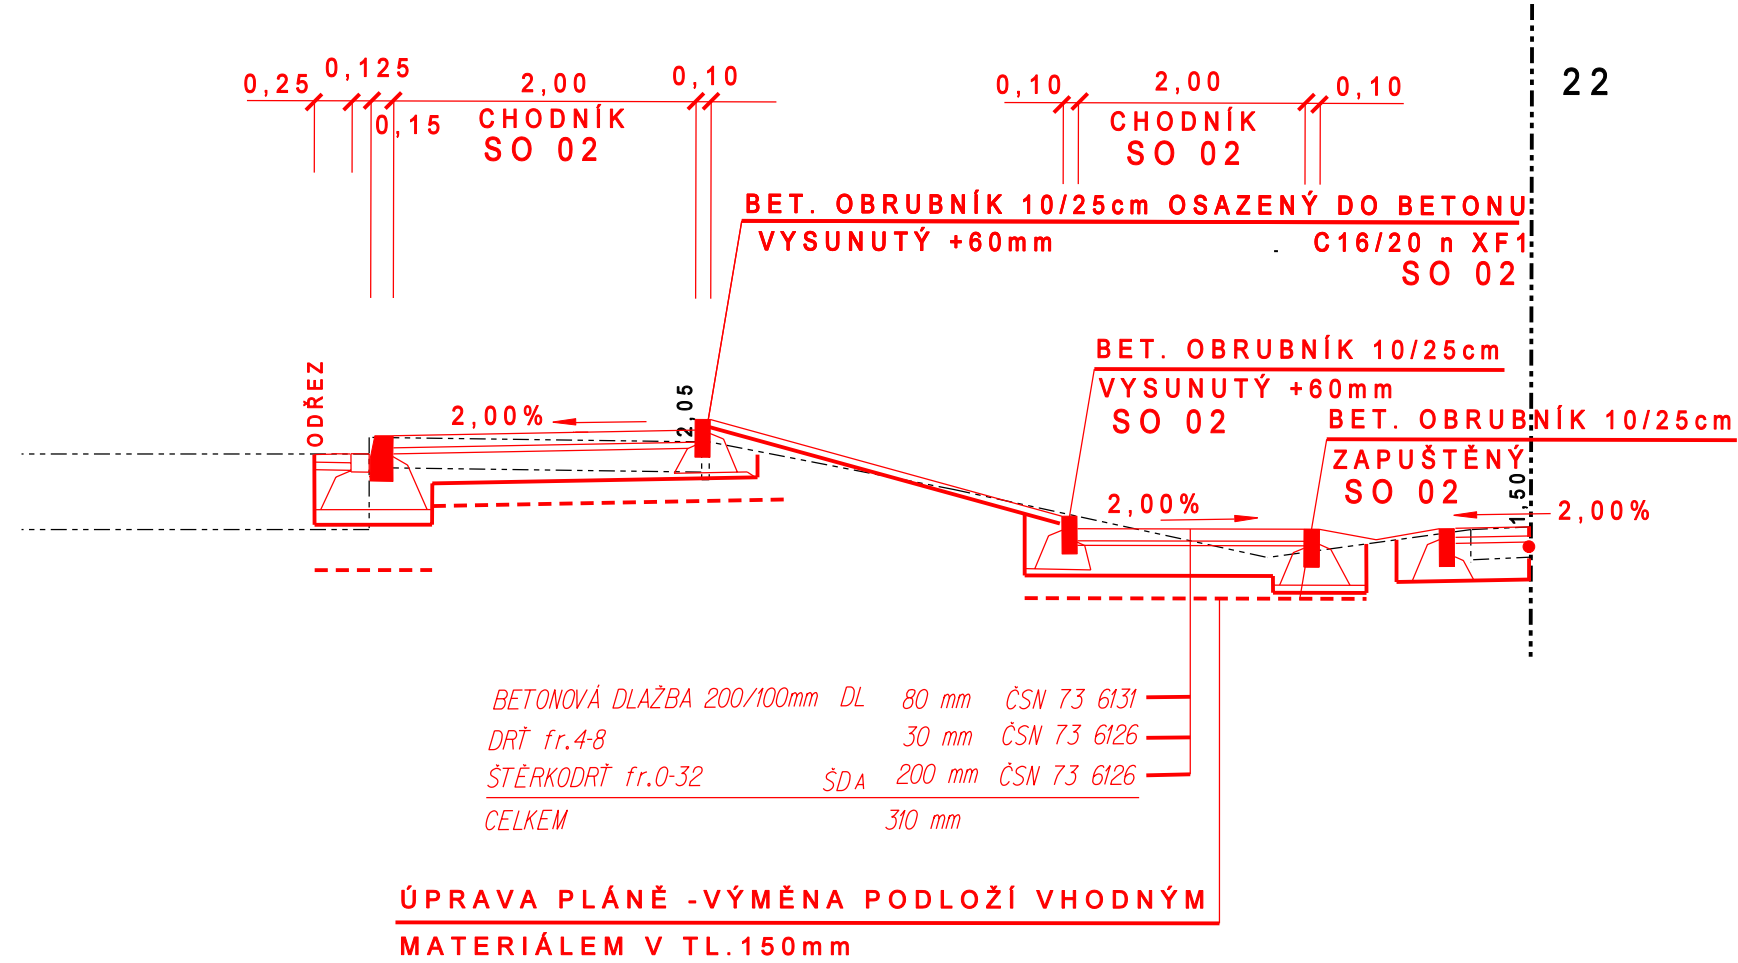 0,25 0,125 2,00 0,10 0,10 2,00 0,10 22
0,15 CHODNÍK CHODNÍK
SO 02 SO 02
BET. OBRUBNÍK 10/25cm OSAZENÝ DO BETONU
VYSUNUTÝ +60mm C16/20 n XF1
SO 02
BET. OBRUBNÍK 10/25cm
VYSUNUTÝ +60mm
SO 02
BET. OBRUBNÍK 10/25cm
ZAPUŠTĚNÝ
SO 02
ODŘEZ
2,00%
2,05
2,00%
1,50
2,00%
BETONOVÁ DLAŽBA 200/100mm DL 80 mm ČSN 73 6131
DRŤ fr.4-8 30 mm ČSN 73 6126
ŠTĚRKODRŤ fr.0-32 ŠDA 200 mm ČSN 73 6126
CELKEM 310 mm
ÚPRAVA PLÁNĚ -VÝMĚNA PODLOŽÍ VHODNÝM
MATERIÁLEM V TL.150mm